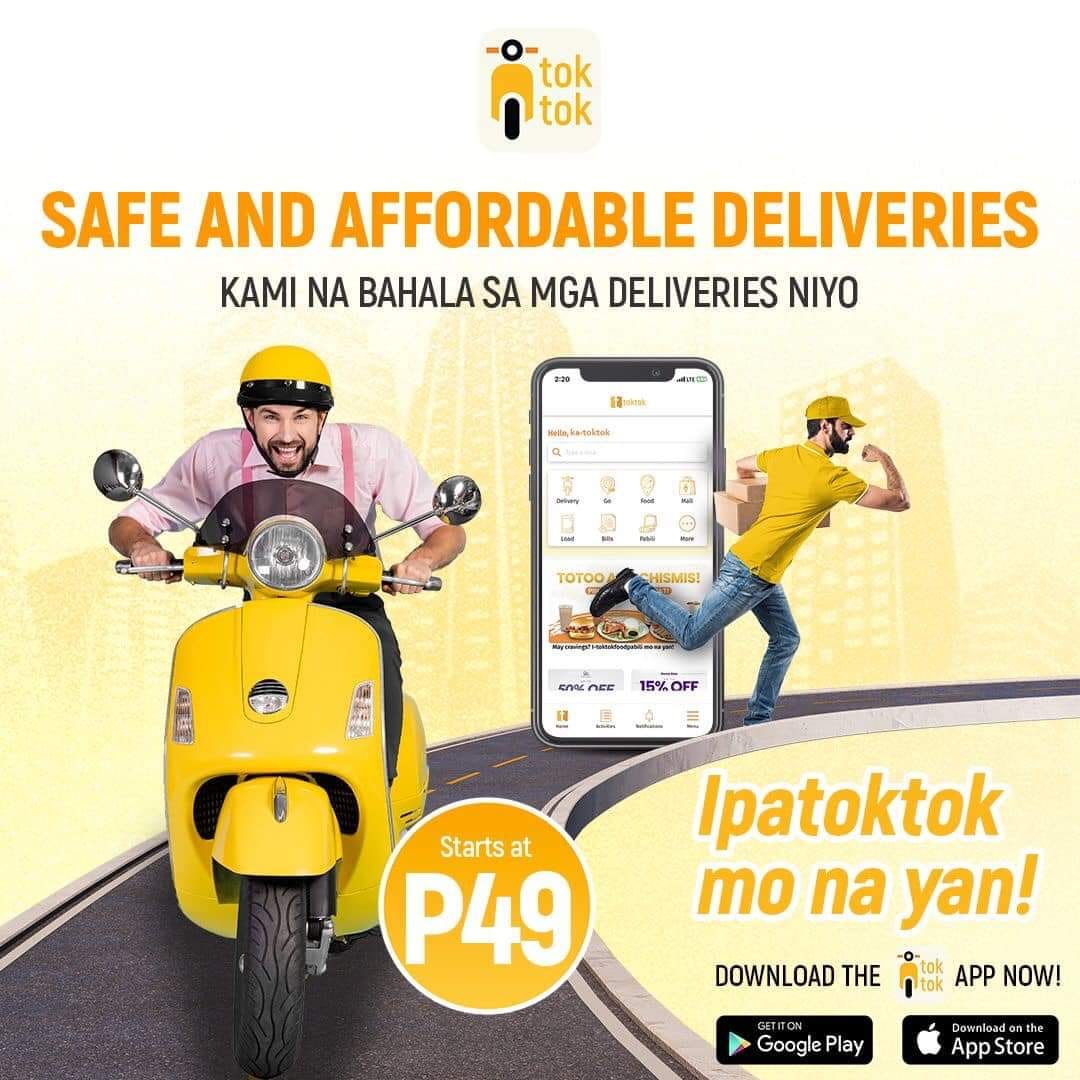 tok
tok
SAFE AND AFFORDABLE DELIVERIES
KAMI NA BAHALA SA MGA DELIVERIES NIYO
2:20
LTE
toktok
Hello, ka-toktok
Delivery Go Food Mall
Load Bills Pabili More
TOTOO A CHISMIS!
May cravings? I-toktokfoodpabili mo na yan!
50% OFF 15% OFF
Home Activities Notifications Menu
Starts at
P49
Ipatoktok
mo na yan!
DOWNLOAD THE tok tok APP NOW!
GET IT ON
Google Play
Download on the
App Store